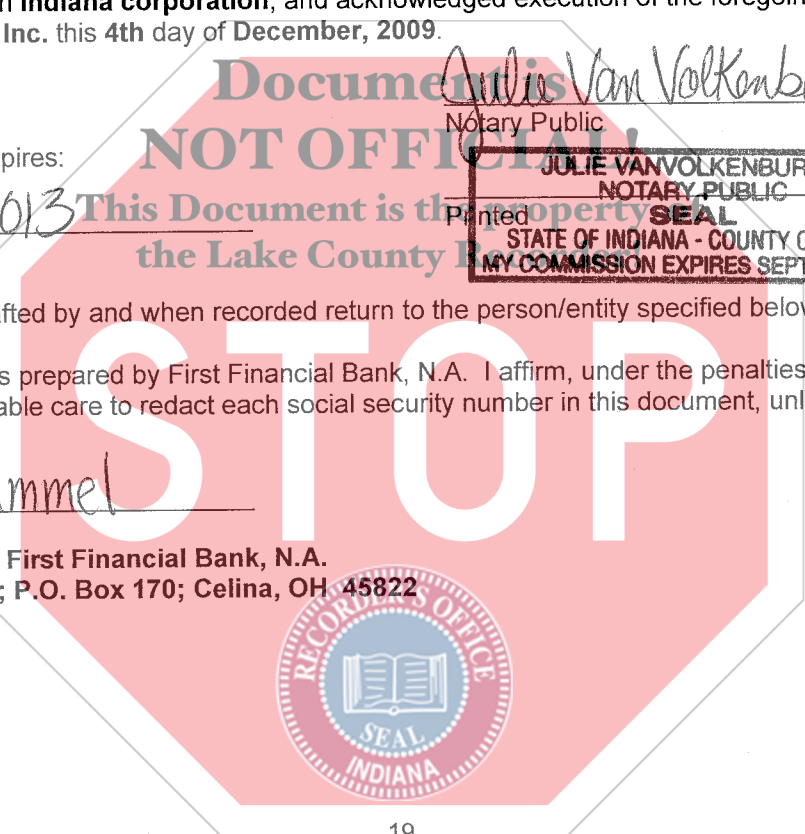 Indiana corporation, and acknowledged execution of the
Inc. this 4th day of December, 2009.
Document is
Julie Van
Notary Public
NOT OFFICIAL!
pires:
JULIE VANVOLKENBUR
NOTARY PUBLIC
013
This Document is the property of
Printed
SEAL
STATE OF INDIANA - COUNTY O
the Lake County Recorder!
MY COMMISSION EXPIRES SEPT
fted by and when recorded return to the person/entity specified below
s prepared by First Financial Bank, N.A. I affirm, under the penalties
able care to redact each social security number in this document, unl
STOP
mmel
First Financial Bank, N.A.
; P.O. Box 170; Celina, OH 45822
RECORDER'S OFFICE
SEAL
INDIANA
19